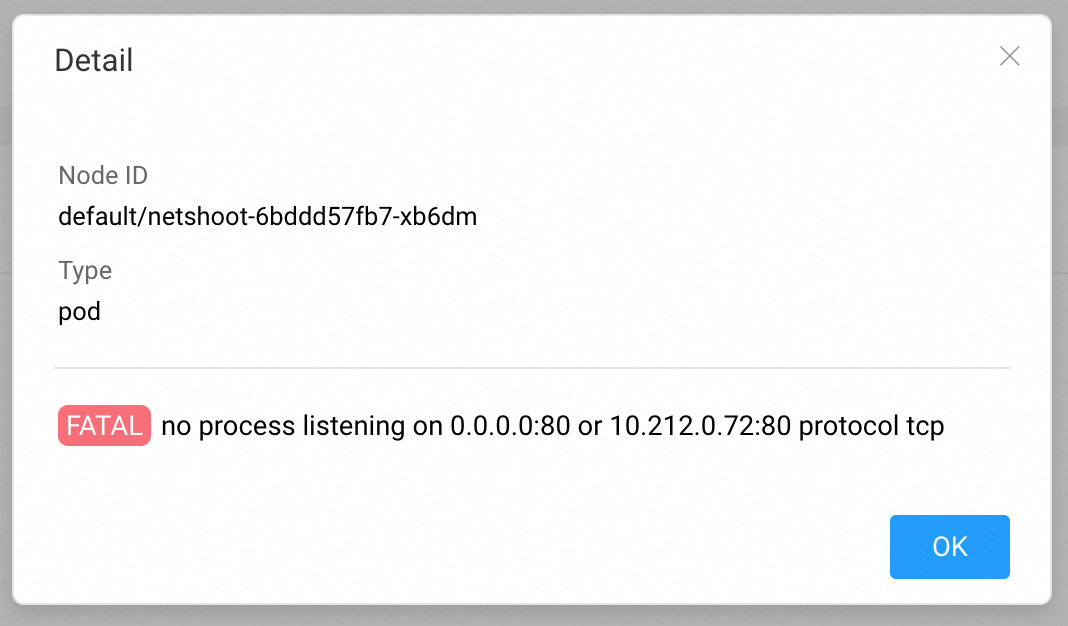 Detail
Node ID
default/netshoot-6bddd57fb7-xb6dm
Type
pod
FATAL no process listening on 0.0.0.0:80 or 10.212.0.72:80 protocol tcp
OK